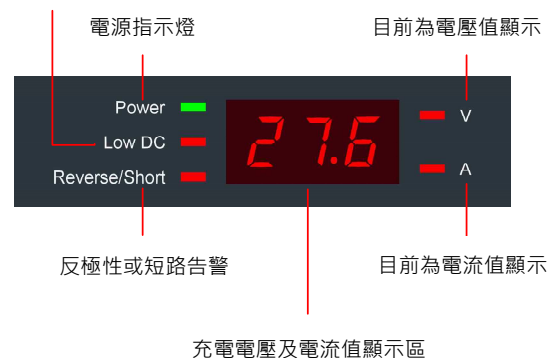 電源指示燈
目前為電壓值顯示
Power
Low DC
Reverse/Short
27.6
V
A
反極性或短路告警
目前為電流值顯示
充電電壓及電流值顯示區